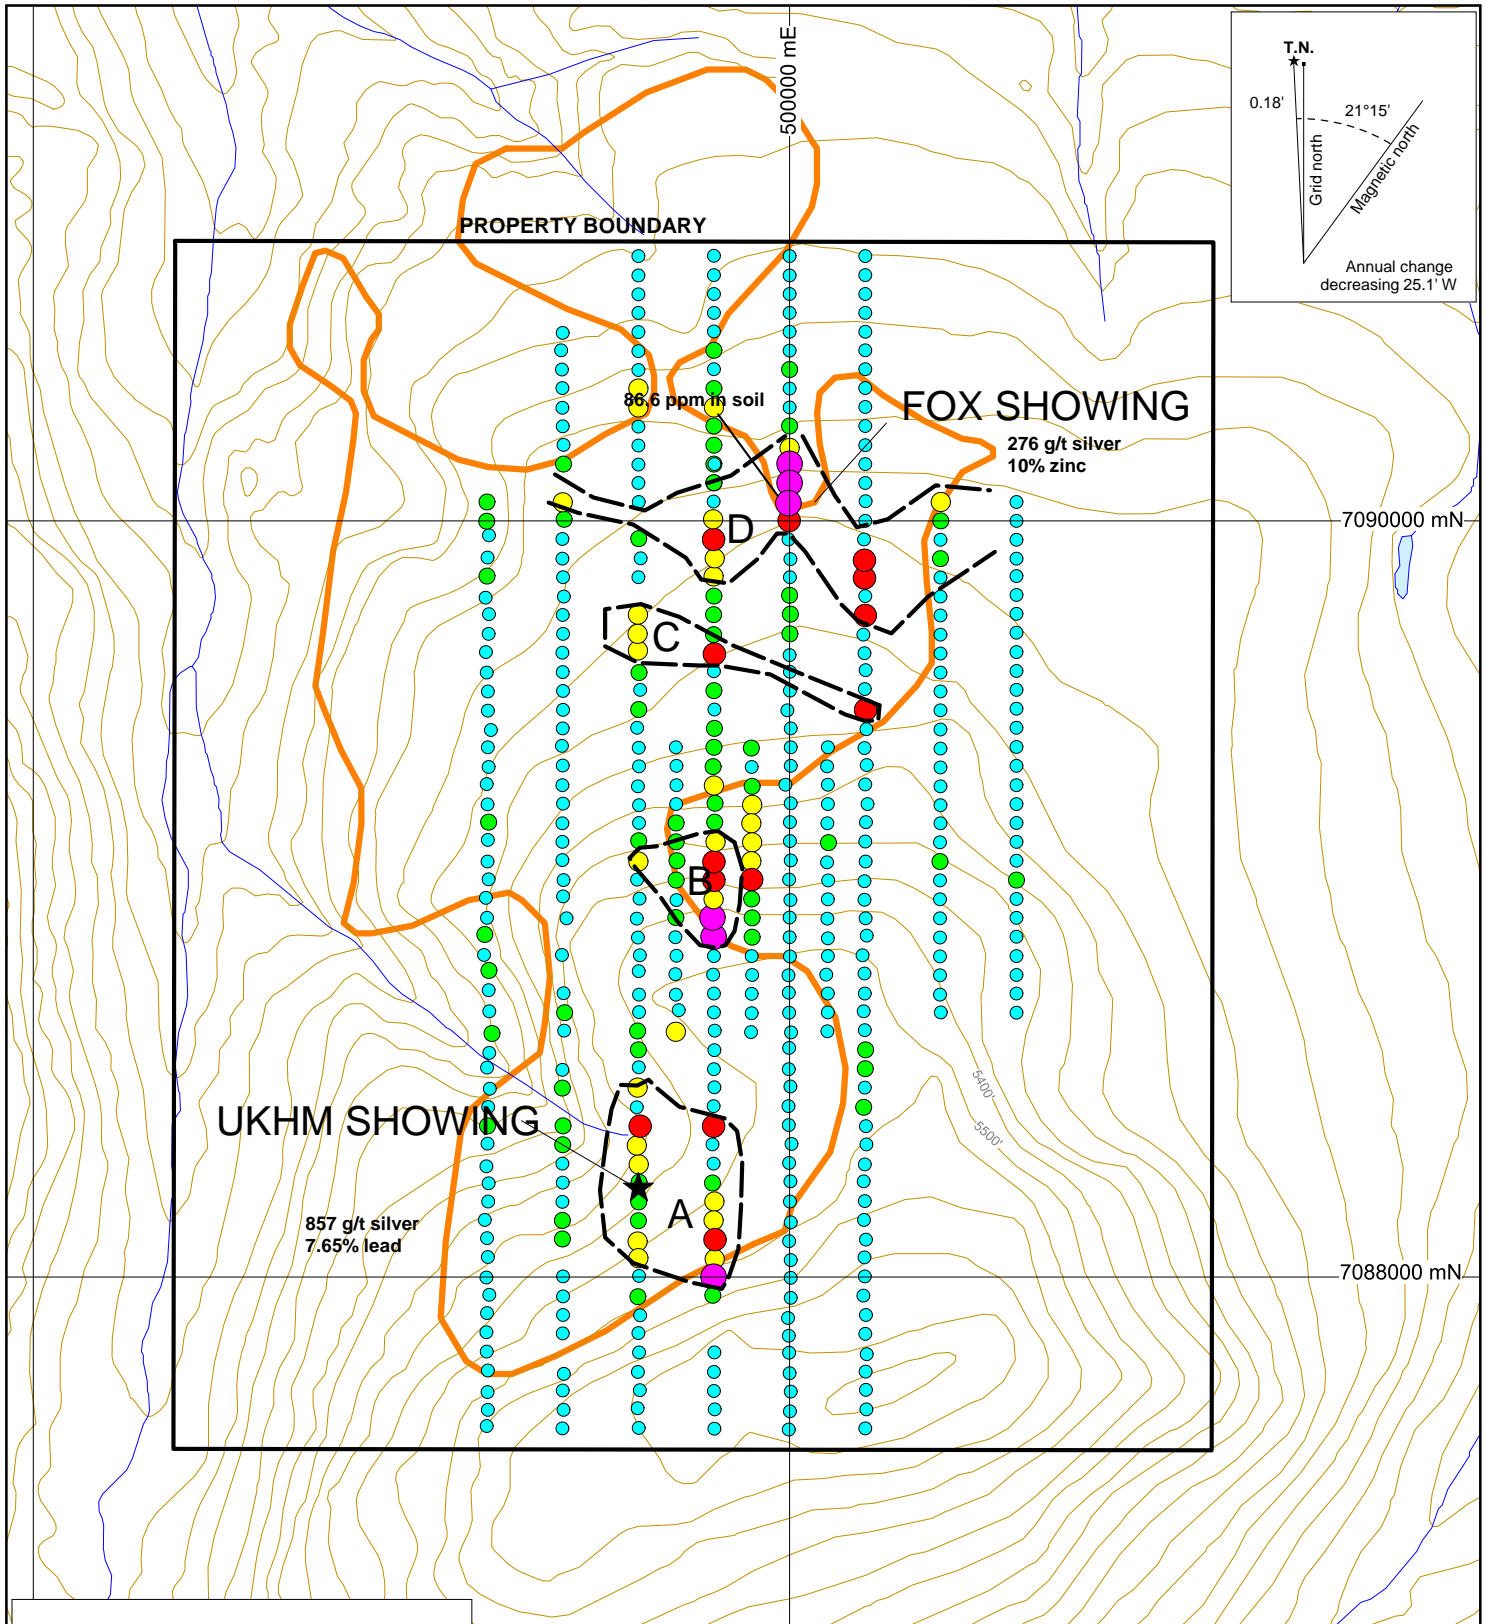 500000 mE
T.N.
0.18'
21°15'
Grid north
Magnetic north
Annual change
decreasing 25.1' W
PROPERTY BOUNDARY
86.6 ppm in soil
FOX SHOWING
276 g/t silver
10% zinc
7090000 mN
D
C
B
5400'
5500'
UKHM SHOWING
857 g/t silver
7.65% lead
A
7088000 mN